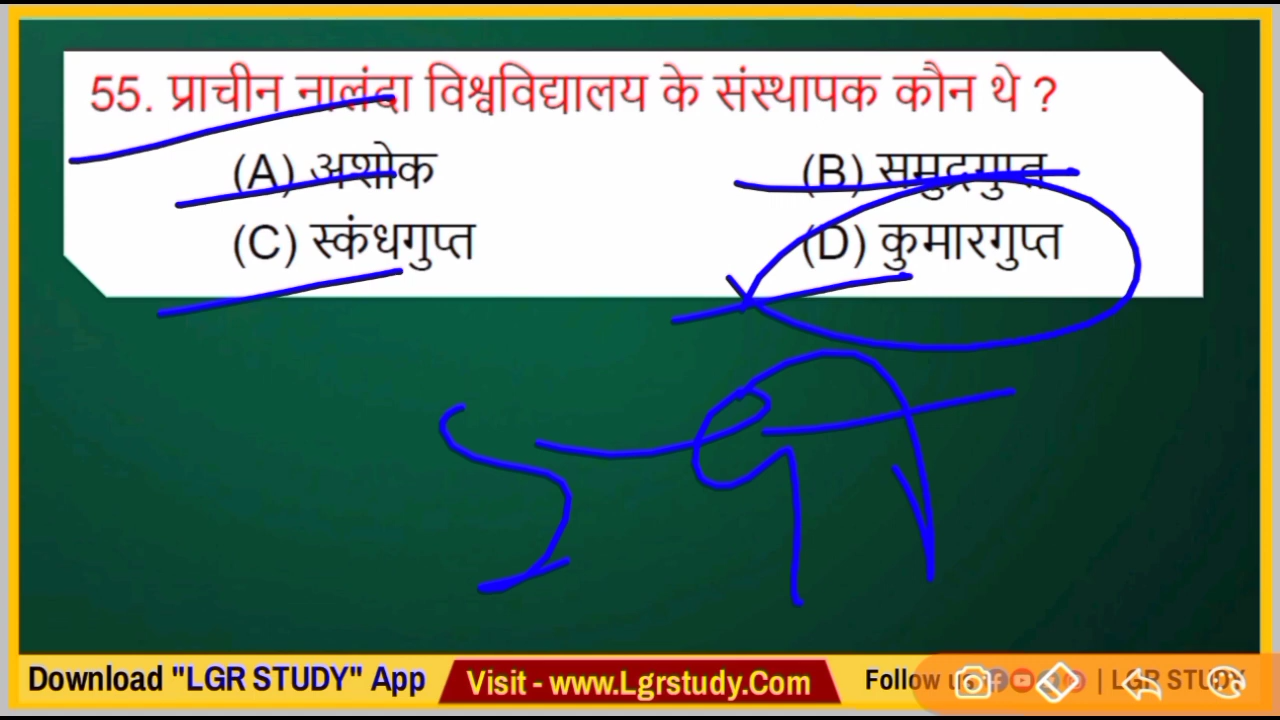 55. प्राचीन नालंदा विश्वविद्यालय के संस्थापक कौन थे ?
(A) अशोक (B) समुद्रगुप्त
(C) स्कंधगुप्त (D) कुमारगुप्त
Download "LGR STUDY" App Visit - www.Lgrstudy.Com Follow us | LGR STUDY